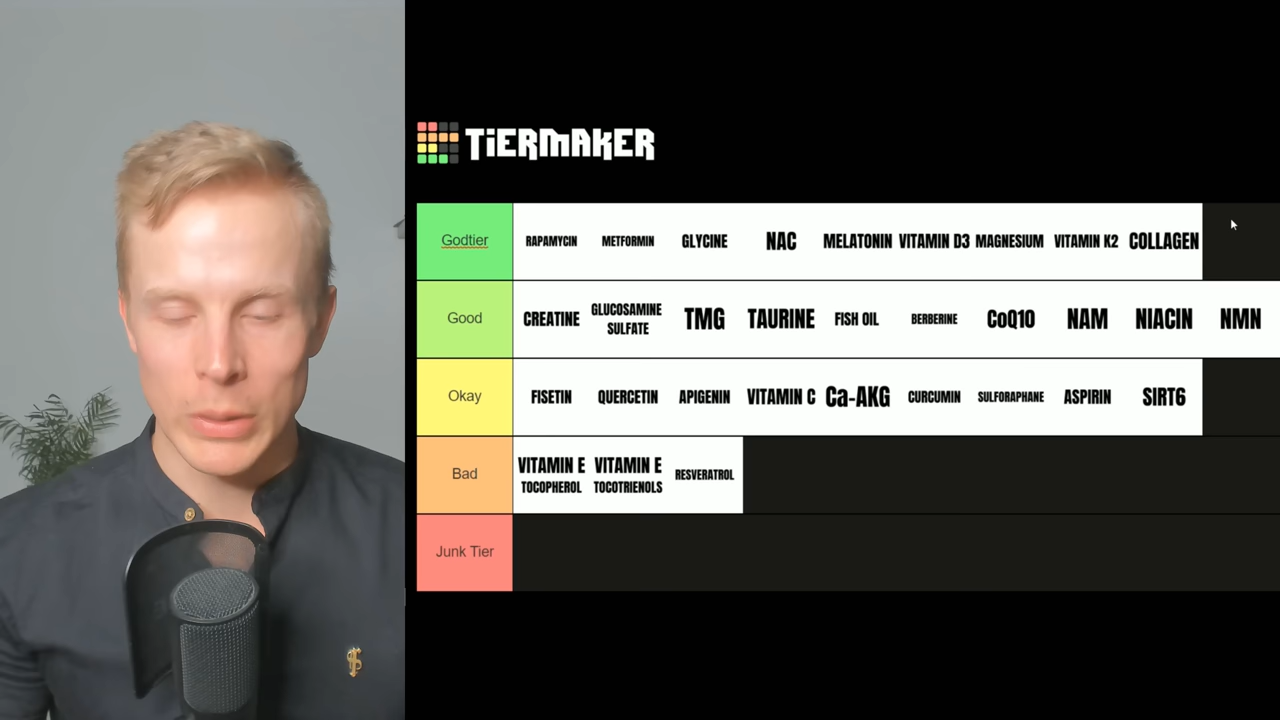 TiERMAKER
Godtier
RAPAMYCIN
METFORMIN
GLYCINE
NAC
MELATONIN
VITAMIN D3
MAGNESIUM
VITAMIN K2
COLLAGEN
Good
CREATINE
GLUCOSAMINE
SULFATE
TMG
TAURINE
FISH OIL
BERBERINE
CoQ10
NAM
NIACIN
NMN
Okay
FISETIN
QUERCETIN
APIGENIN
VITAMIN C
Ca-AKG
CURCUMIN
SULFORAPHANE
ASPIRIN
SIRT6
Bad
VITAMIN E
TOCOPHEROL
VITAMIN E
TOCOTRIENOLS
RESVERATROL
Junk Tier